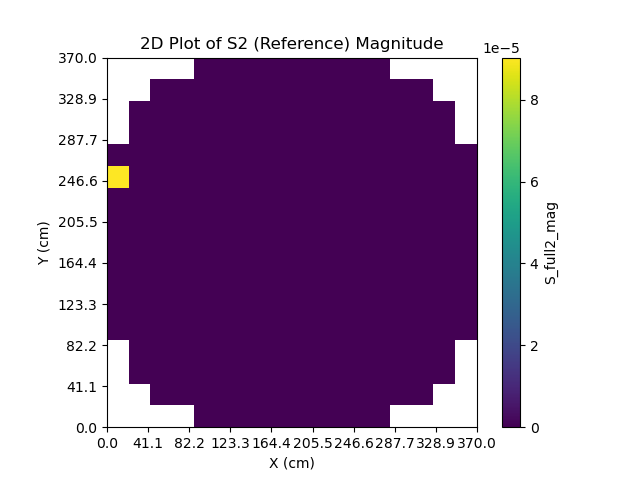 2D Plot of S2 (Reference) Magnitude
1e−5
370.0
328.9
287.7
246.6
205.5
164.4
123.3
82.2
41.1
0.0
Y (cm)
0.0 41.1 82.2 123.3 164.4 205.5 246.6 287.7 328.9 370.0
X (cm)
8
6
4
2
0
S_full2_mag